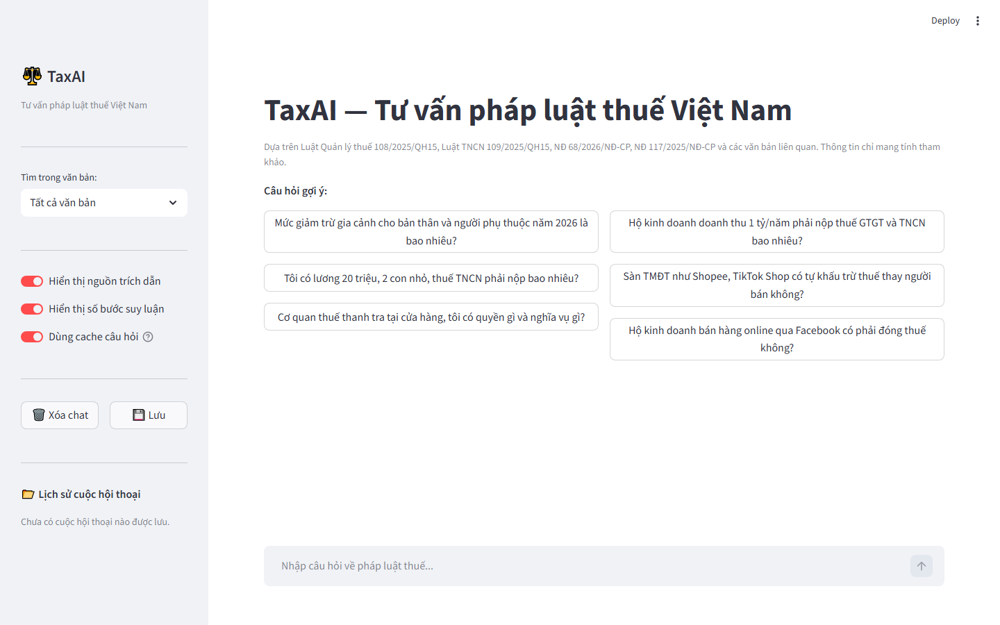 Deploy
TaxAI
Tư vấn pháp luật thuế Việt Nam
Tìm trong văn bản:
Tất cả văn bản
Hiển thị nguồn trích dẫn
Hiển thị số bước suy luận
Dùng cache câu hỏi
Xóa chat
Lưu
Lịch sử cuộc hội thoại
Chưa có cuộc hội thoại nào được lưu.
TaxAI — Tư vấn pháp luật thuế Việt Nam
Dựa trên Luật Quản lý thuế 108/2025/QH15, Luật TNCN 109/2025/QH15, NĐ 68/2026/NĐ-CP, NĐ 117/2025/NĐ-CP và các văn bản liên quan. Thông tin chỉ mang tính tham
khảo.
Câu hỏi gợi ý:
Mức giảm trừ gia cảnh cho bản thân và người phụ thuộc năm 2026 là
bao nhiêu?
Hộ kinh doanh doanh thu 1 tỷ/năm phải nộp thuế GTGT và TNCN
bao nhiêu?
Tôi có lương 20 triệu, 2 con nhỏ, thuế TNCN phải nộp bao nhiêu?
Sàn TMĐT như Shopee, TikTok Shop có tự khấu trừ thuế thay người
bán không?
Cơ quan thuế thanh tra tại cửa hàng, tôi có quyền gì và nghĩa vụ gì?
Hộ kinh doanh bán hàng online qua Facebook có phải đóng thuế
không?
Nhập câu hỏi về pháp luật thuế...